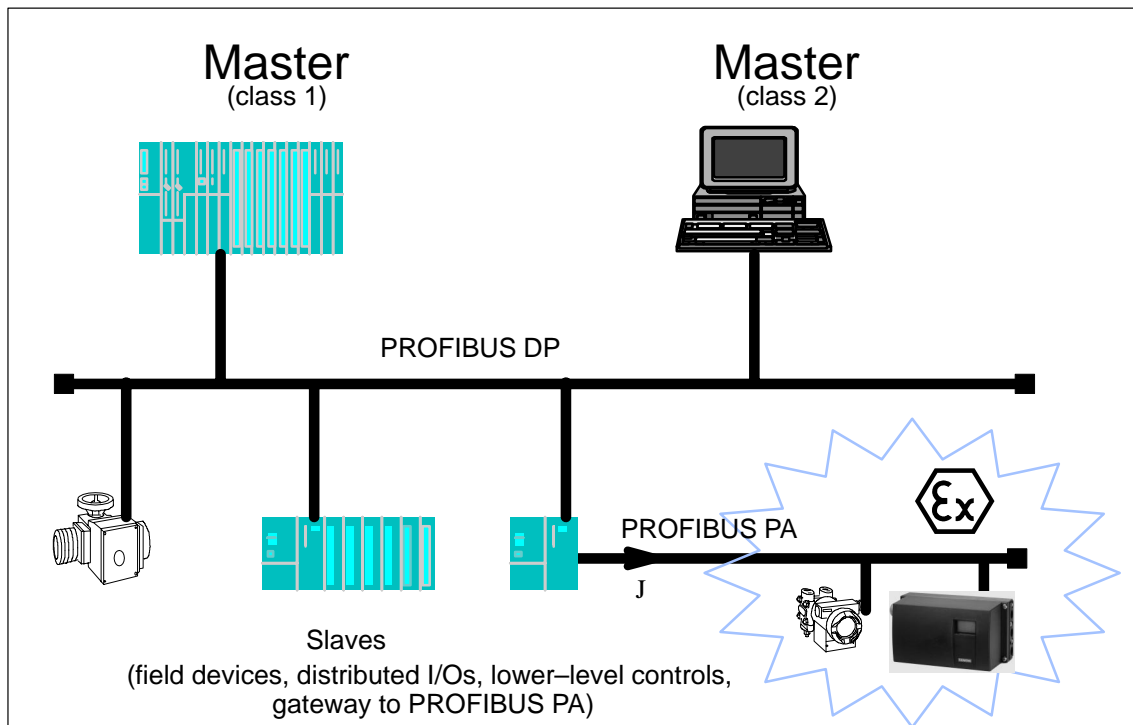 Master
(class 1)
Master
(class 2)
PROFIBUS DP
PROFIBUS PA
J
Ex
Slaves
(field devices, distributed I/Os, lower–level controls,
gateway to PROFIBUS PA)